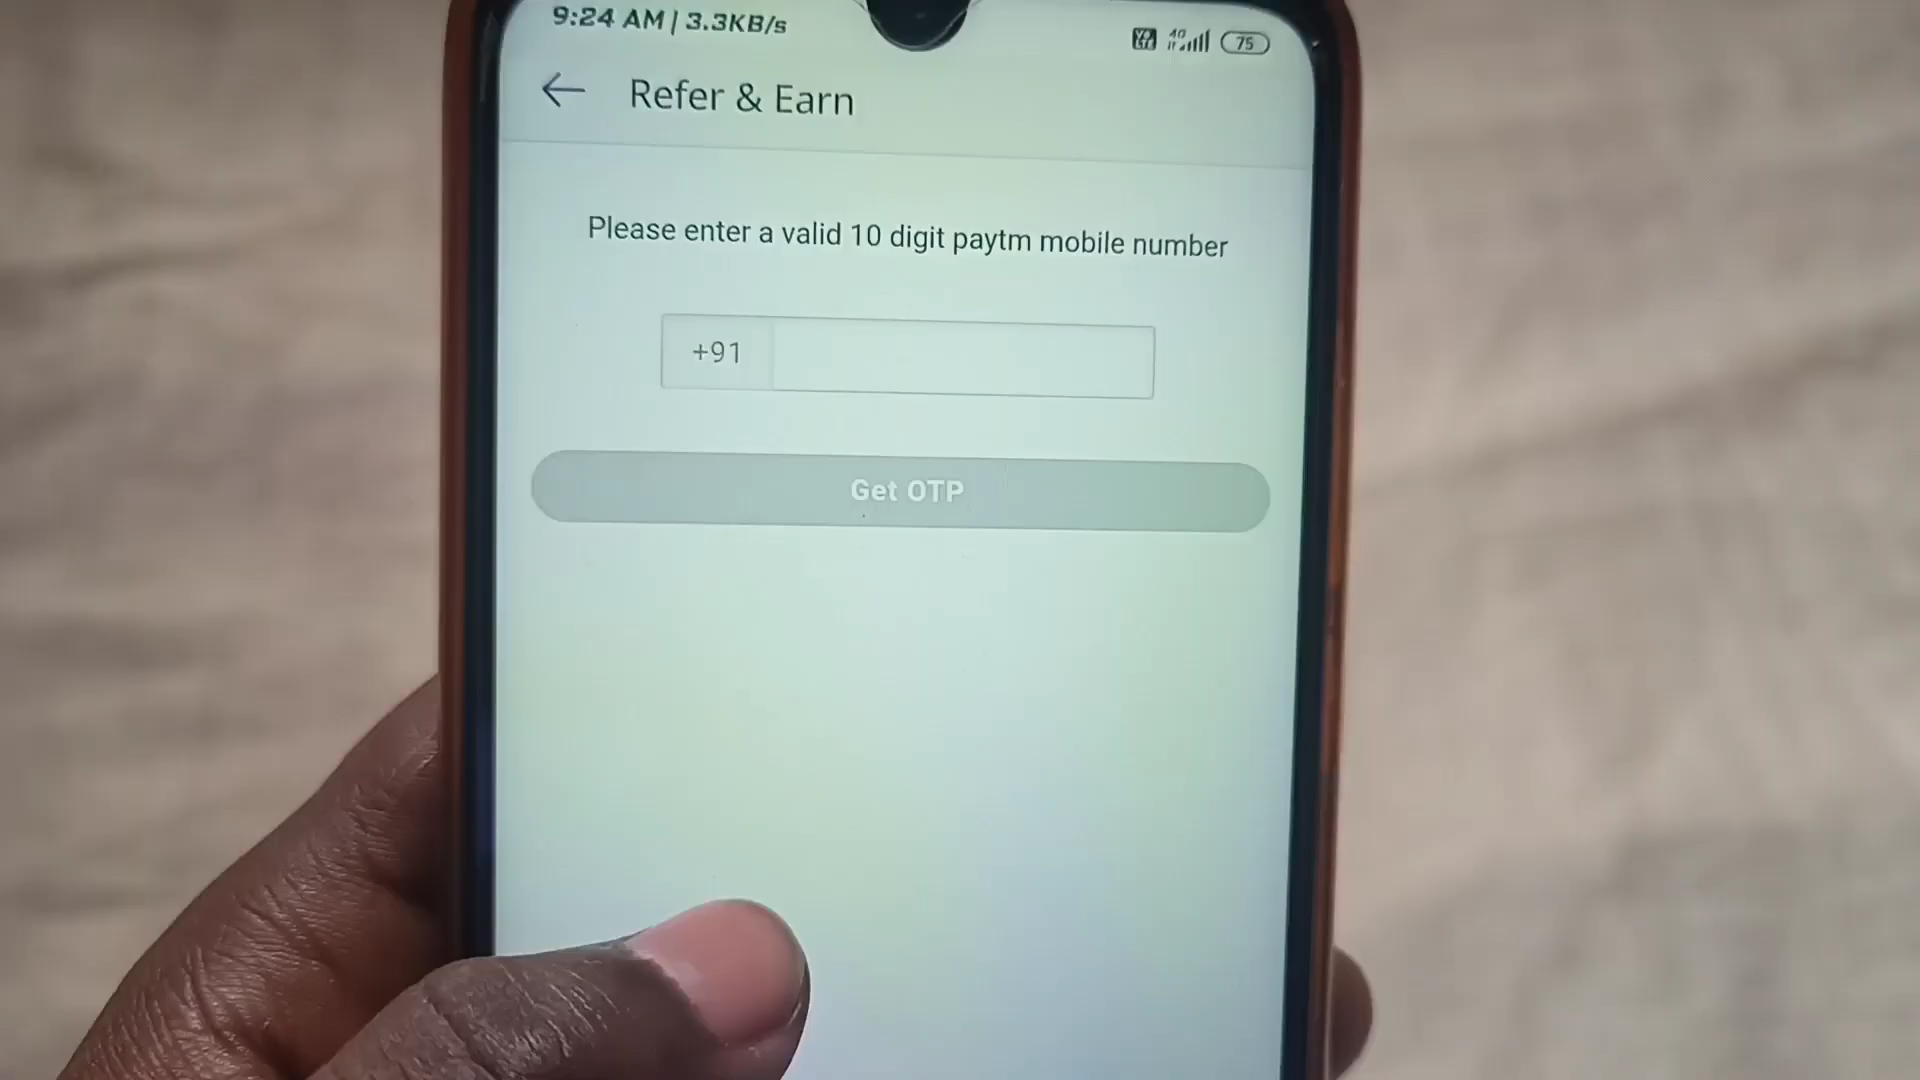 9:24 AM | 3.3KB/s
4G 75
Refer & Earn
Please enter a valid 10 digit paytm mobile number
+91
Get OTP